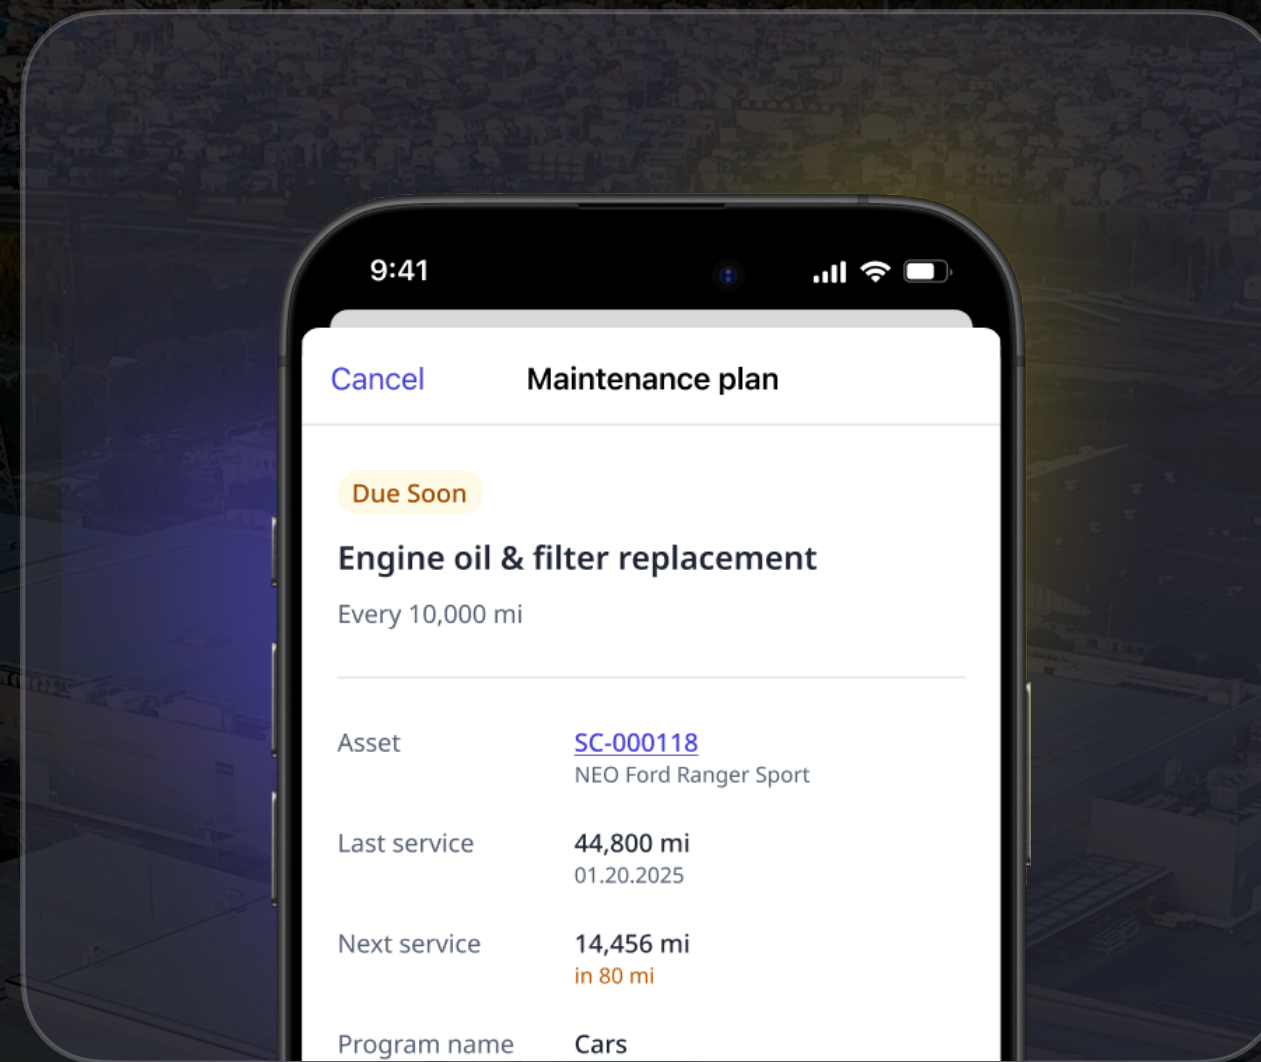 9:41
Cancel
Maintenance plan
Due Soon
Engine oil & filter replacement
Every 10,000 mi
Asset
SC-000118
NEO Ford Ranger Sport
Last service
44,800 mi
01.20.2025
Next service
14,456 mi
in 80 mi
Program name
Cars